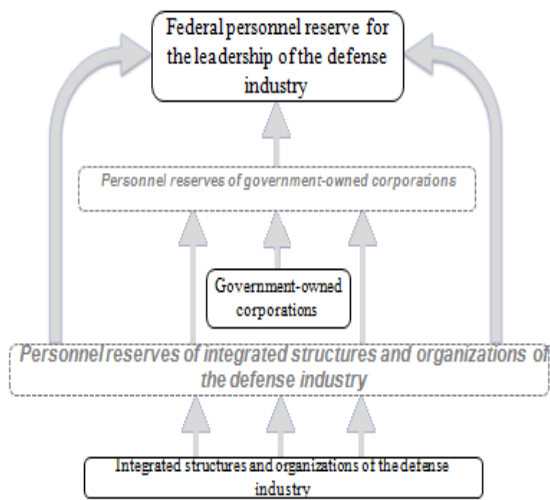 Federal personnel reserve for
the leadership of the defense
industry
Personnel reserves of government-owned corporations
Government-owned
corporations
Personnel reserves of integrated structures and organizations of
the defense industry
Integrated structures and organizations of the defense
industry